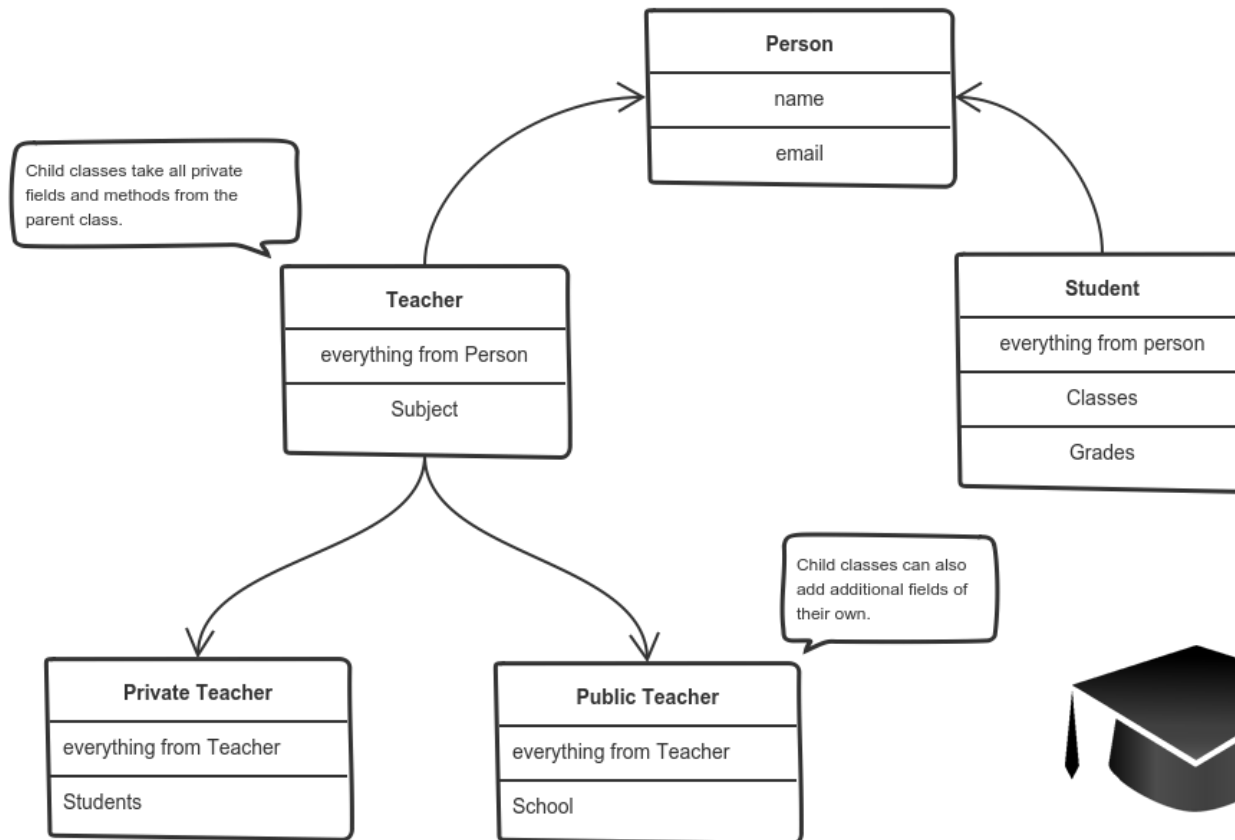 Person
name
email
Child classes take all private
fields and methods from the
parent class.
Teacher
everything from Person
Subject
Student
everything from person
Classes
Grades
Child classes can also
add additional fields of
their own.
Private Teacher
everything from Teacher
Students
Public Teacher
everything from Teacher
School